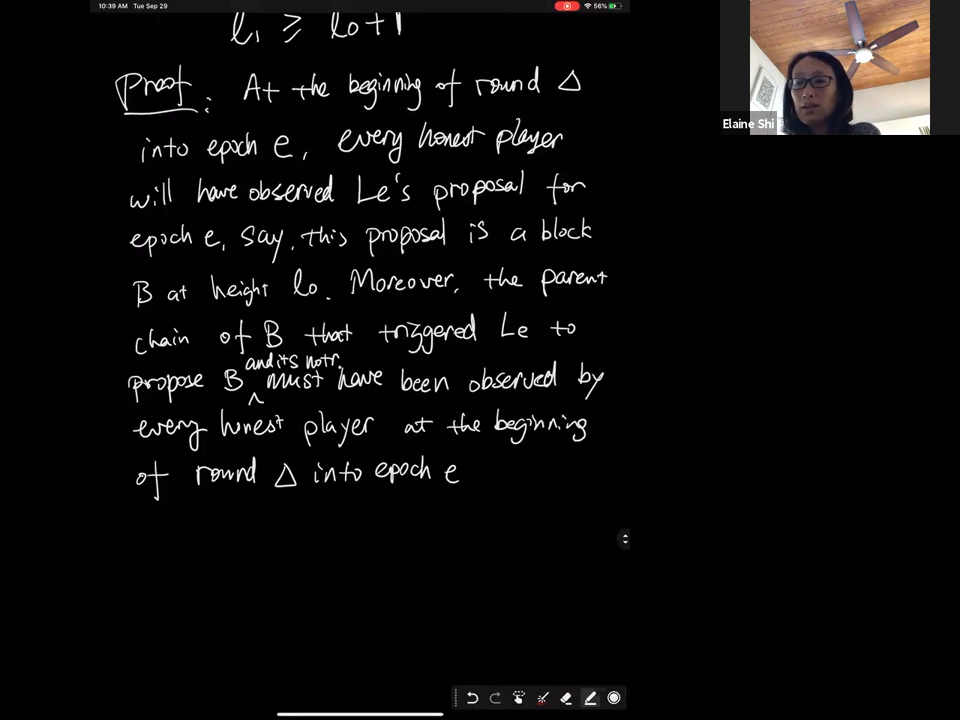 10:39 AM Tue Sep 29
56%
l₁ ≥ l₀+1
Proof: At the beginning of round Δ
into epoch e, every honest player
will have observed Le's proposal for
epoch e, say, this proposal is a block
B at height l₀. Moreover, the parent
chain of B that triggered Le to
and its notr.
propose B ^ must have been observed by
every honest player at the beginning
of round Δ into epoch e
Elaine Shi